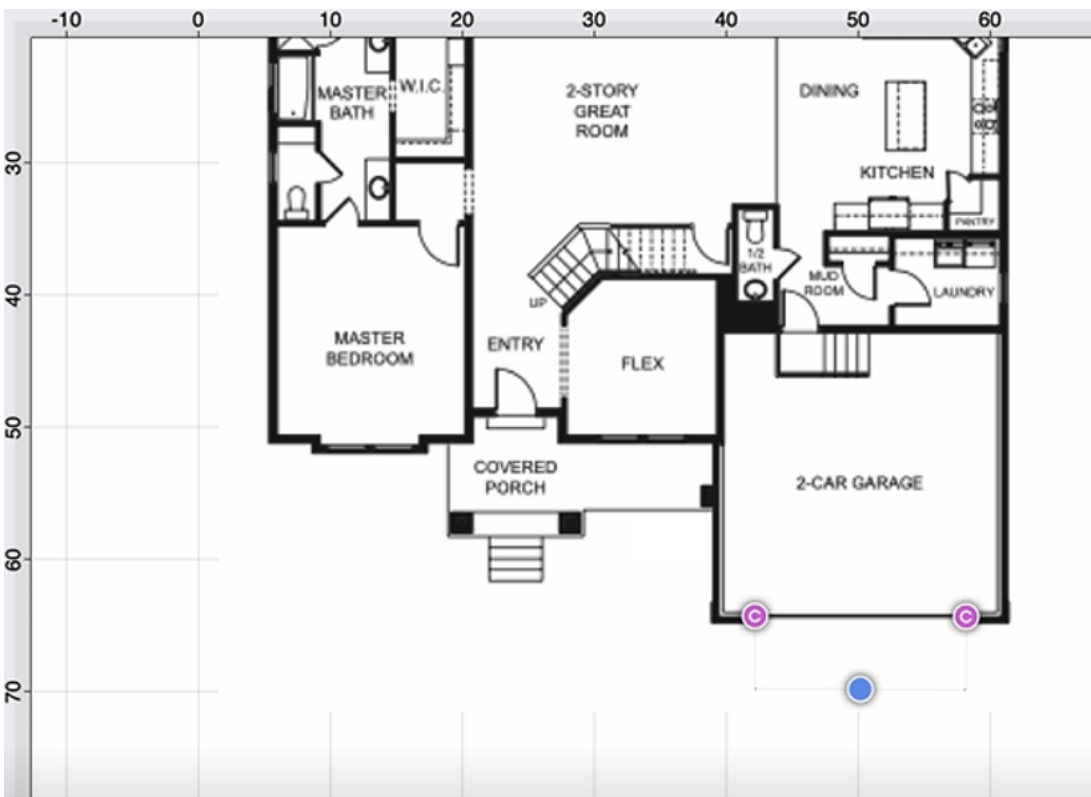 -10 0 10 20 30 40 50 60
30
40
50
60
70
MASTER
BATH
W.I.C.
2-STORY
GREAT
ROOM
DINING
KITCHEN
PANTRY
1/2
BATH
MUD
ROOM
LAUNDRY
UP
MASTER
BEDROOM
ENTRY
FLEX
COVERED
PORCH
2-CAR GARAGE
C C